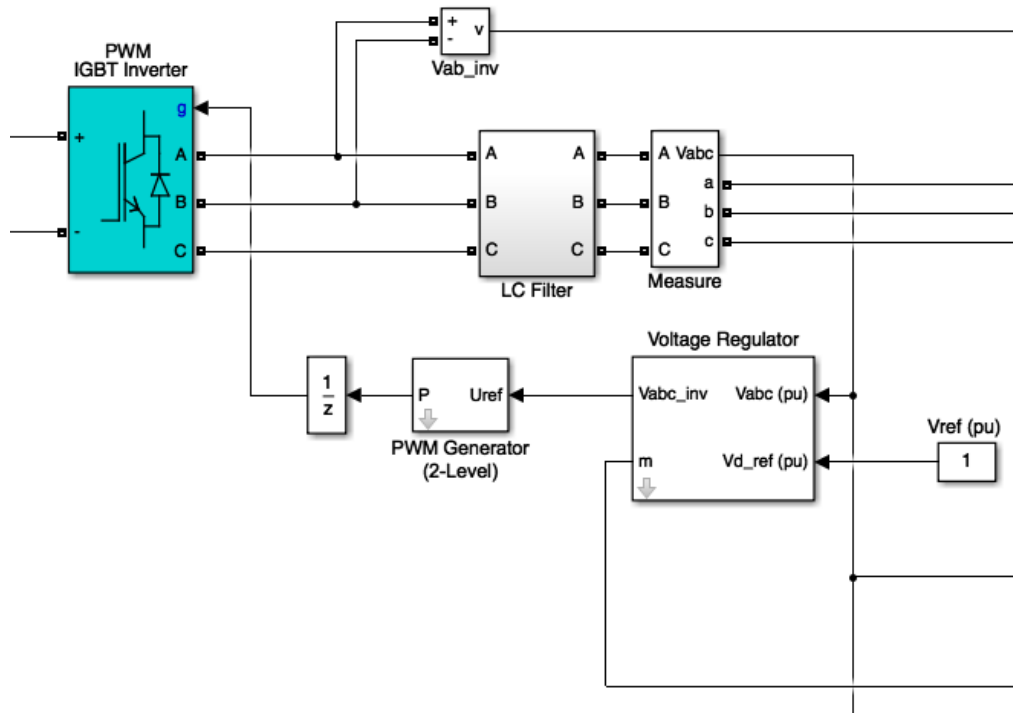 +
-
v
Vab_inv
PWM
IGBT Inverter
g
+
-
A
B
C
A
B
C
A
B
C
LC Filter
A
B
C
Vabc
a
b
c
Measure
Voltage Regulator
Vabc_inv
Vabc (pu)
m
Vd_ref (pu)
Vref (pu)
1
P
Uref
PWM Generator
(2-Level)
1
z